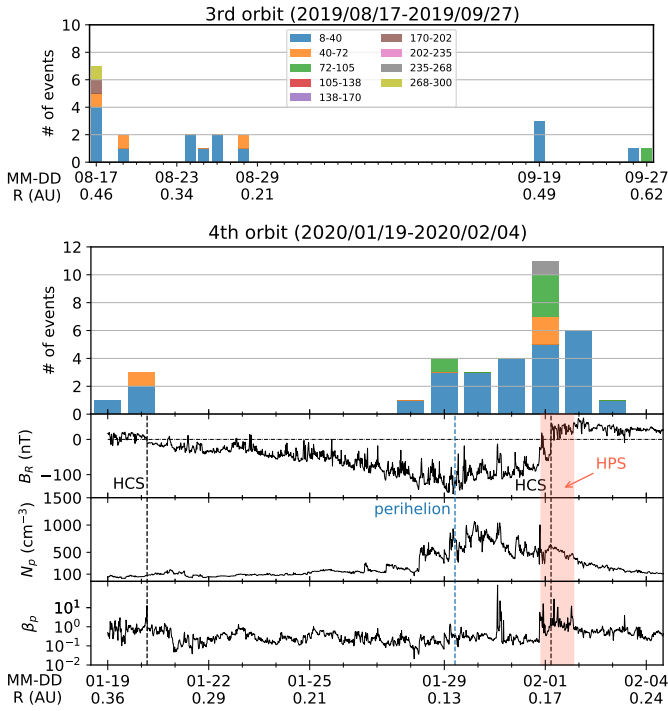 3rd orbit (2019/08/17-2019/09/27)
# of events
10
8
6
4
2
0
8-40
40-72
72-105
105-138
138-170
170-202
202-235
235-268
268-300
MM-DD 08-17 08-23 08-29 09-19 09-27
R (AU) 0.46 0.34 0.21 0.49 0.62
4th orbit (2020/01/19-2020/02/04)
# of events
12
10
8
6
4
2
0
B_R (nT)
0
−100
HCS
HCS
HPS
N_p (cm⁻³)
1500
1000
500
100
perihelion
β_p
10¹
10⁰
10⁻¹
10⁻²
MM-DD 01-19 01-22 01-25 01-29 02-01 02-04
R (AU) 0.36 0.29 0.21 0.13 0.17 0.24